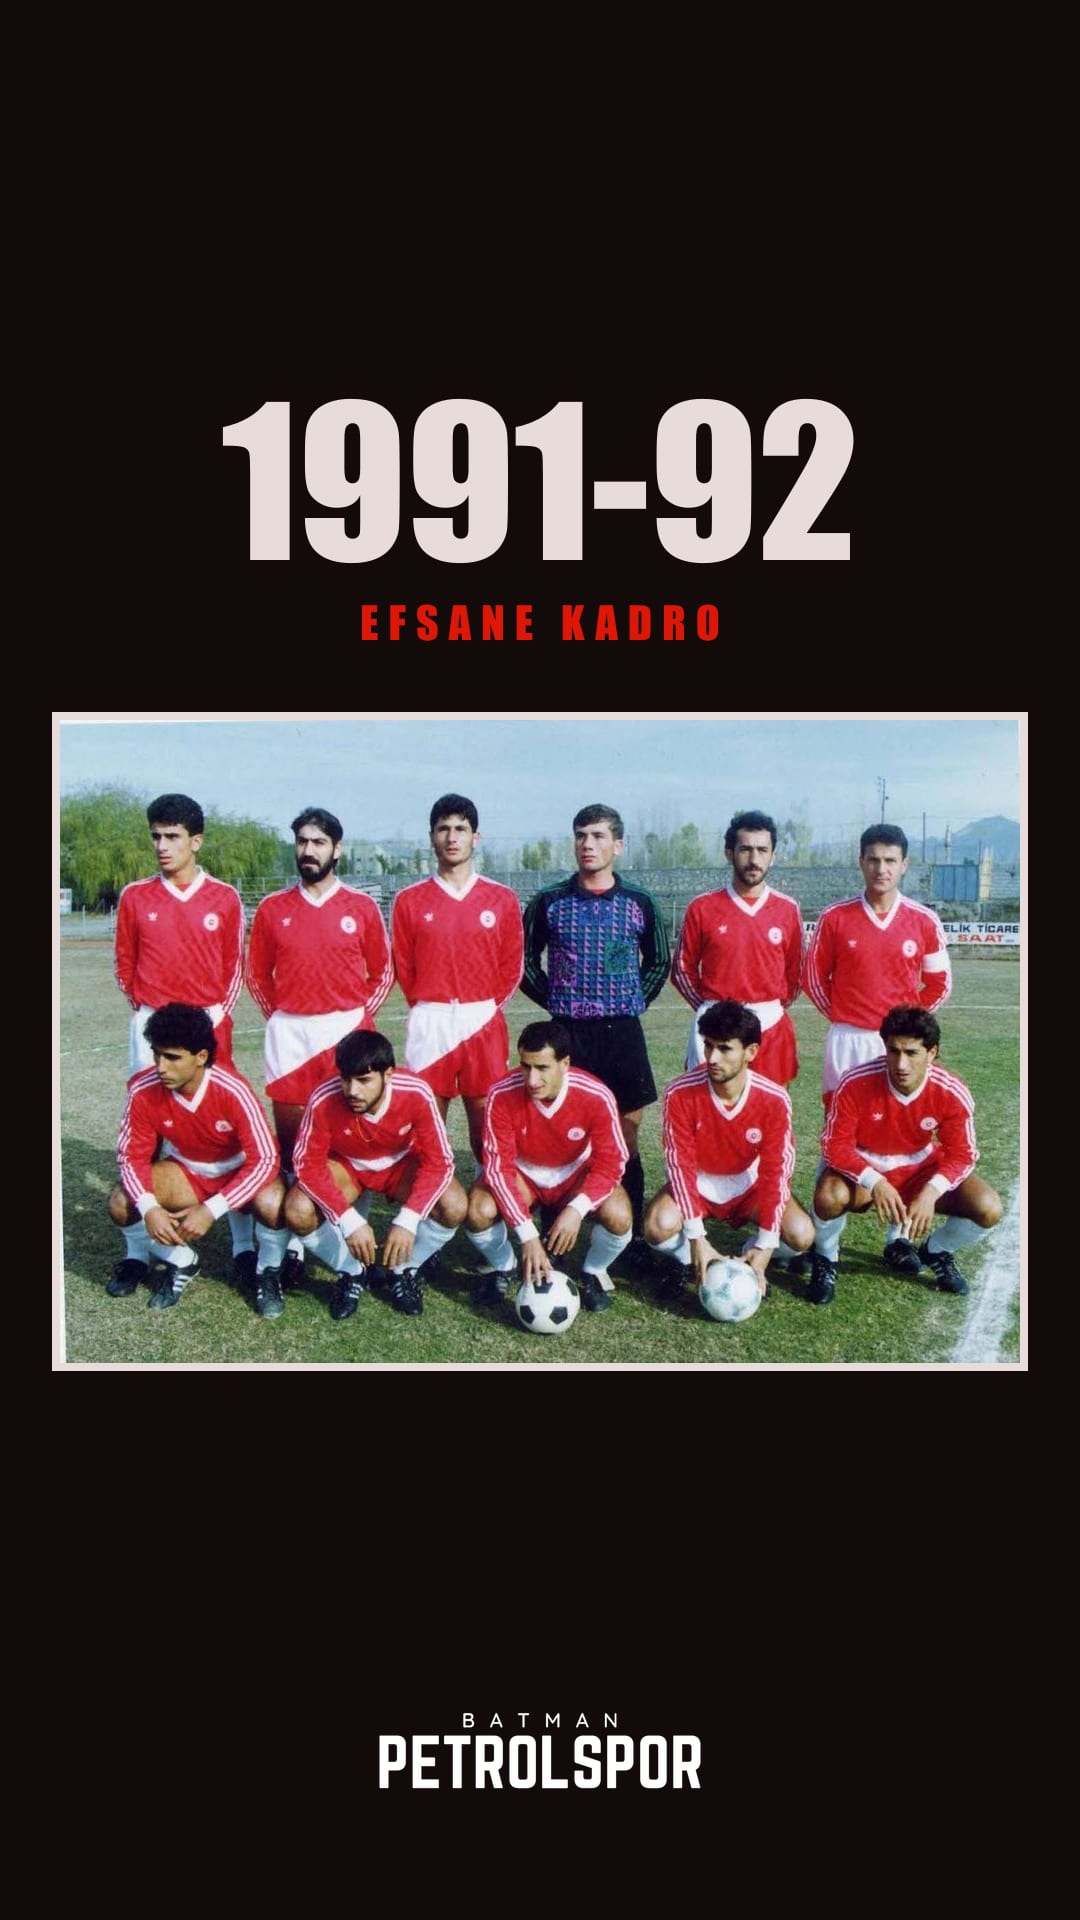 1991-92
EFSANE KADRO
ELİK TİCARE
SAAT
BATMAN
PETROLSPOR